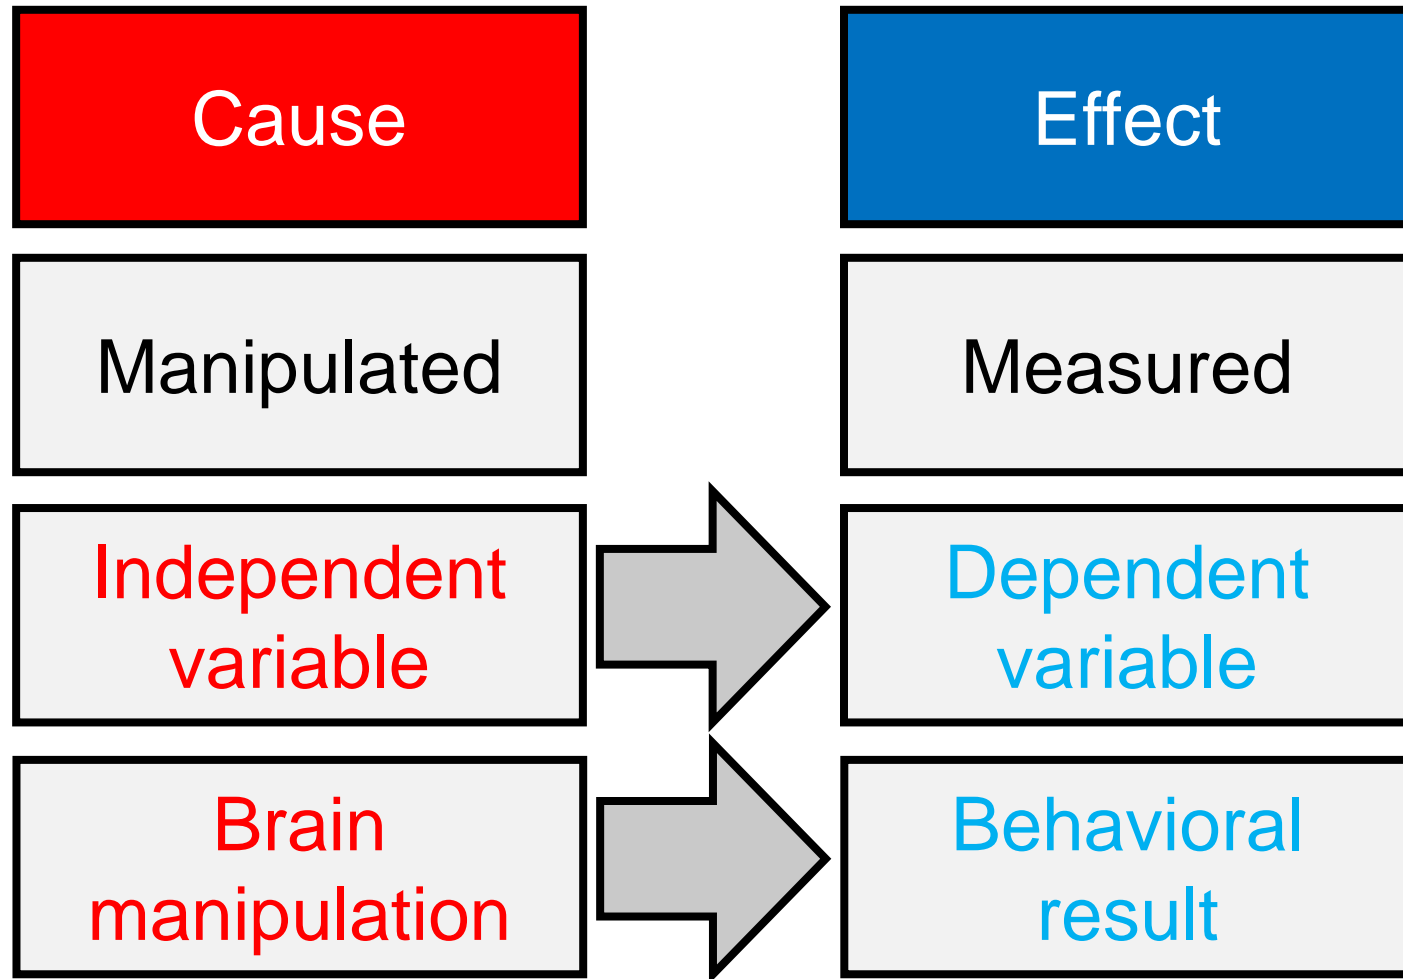 Cause
Effect
Manipulated
Measured
Independent
variable
Dependent
variable
Brain
manipulation
Behavioral
result